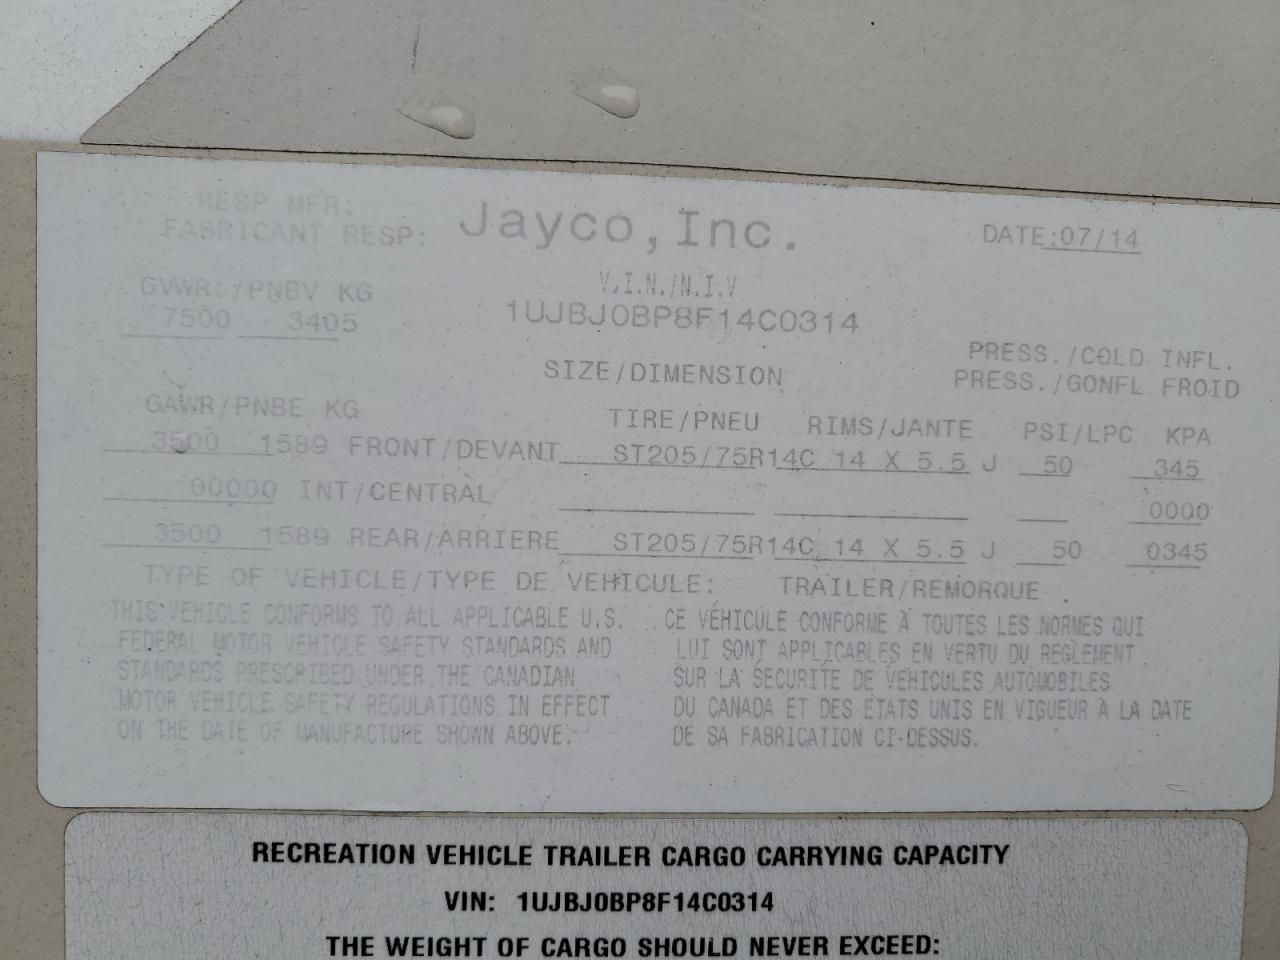 RESP MFR:
FABRICANT RESP: Jayco, Inc. DATE:07/14
GVWR:/PNBV KG V.I.N./N.I.V
7500 3405 1UJBJ0BP8F14C0314
SIZE/DIMENSION PRESS./COLD INFL.
PRESS./GONFL FROID
GAWR/PNBE KG TIRE/PNEU RIMS/JANTE PSI/LPC KPA
3500 1589 FRONT/DEVANT ST205/75R14C 14 X 5.5 J 50 345
00000 INT/CENTRAL 0000
3500 1589 REAR/ARRIERE ST205/75R14C 14 X 5.5 J 50 0345
TYPE OF VEHICLE/TYPE DE VEHICULE: TRAILER/REMORQUE
THIS VEHICLE CONFORMS TO ALL APPLICABLE U.S.
FEDERAL MOTOR VEHICLE SAFETY STANDARDS AND
STANDARDS PRESCRIBED UNDER THE CANADIAN
MOTOR VEHICLE SAFETY REGULATIONS IN EFFECT
ON THE DATE OF MANUFACTURE SHOWN ABOVE.
CE VÉHICULE CONFORME À TOUTES LES NORMES QUI
LUI SONT APPLICABLES EN VERTU DU REGLEMENT
SUR LA SÉCURITÉ DE VÉHICULES AUTOMOBILES
DU CANADA ET DES ÉTATS UNIS EN VIGUEUR À LA DATE
DE SA FABRICATION CI-DESSUS.
RECREATION VEHICLE TRAILER CARGO CARRYING CAPACITY
VIN: 1UJBJ0BP8F14C0314
THE WEIGHT OF CARGO SHOULD NEVER EXCEED: